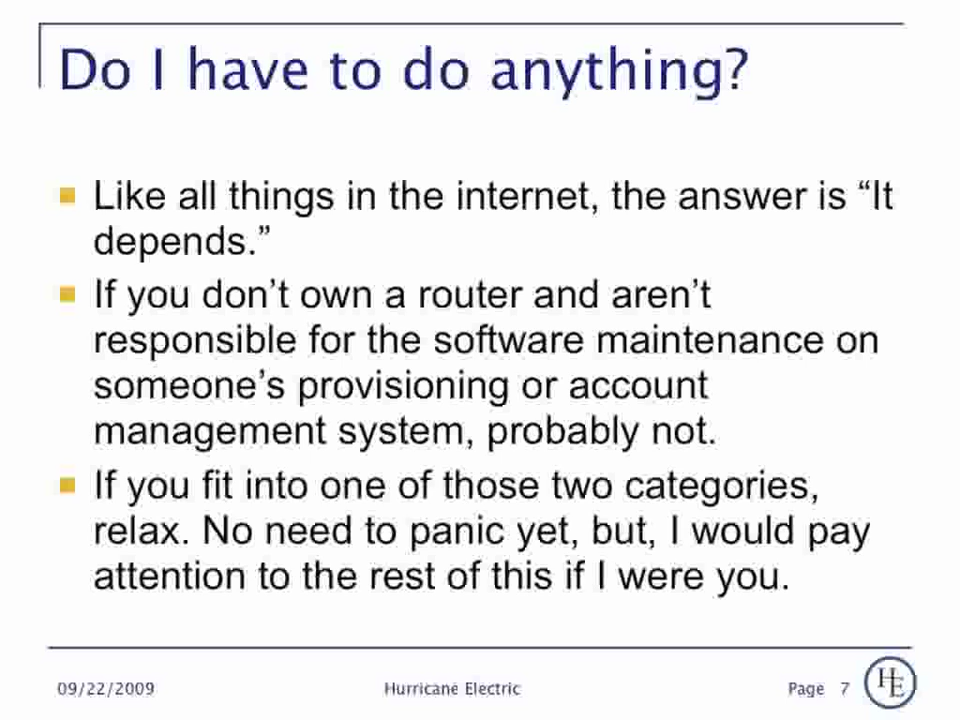 Do I have to do anything?
Like all things in the internet, the answer is “It
depends.”
If you don’t own a router and aren’t
responsible for the software maintenance on
someone’s provisioning or account
management system, probably not.
If you fit into one of those two categories,
relax. No need to panic yet, but, I would pay
attention to the rest of this if I were you.
09/22/2009 Hurricane Electric Page 7 HE